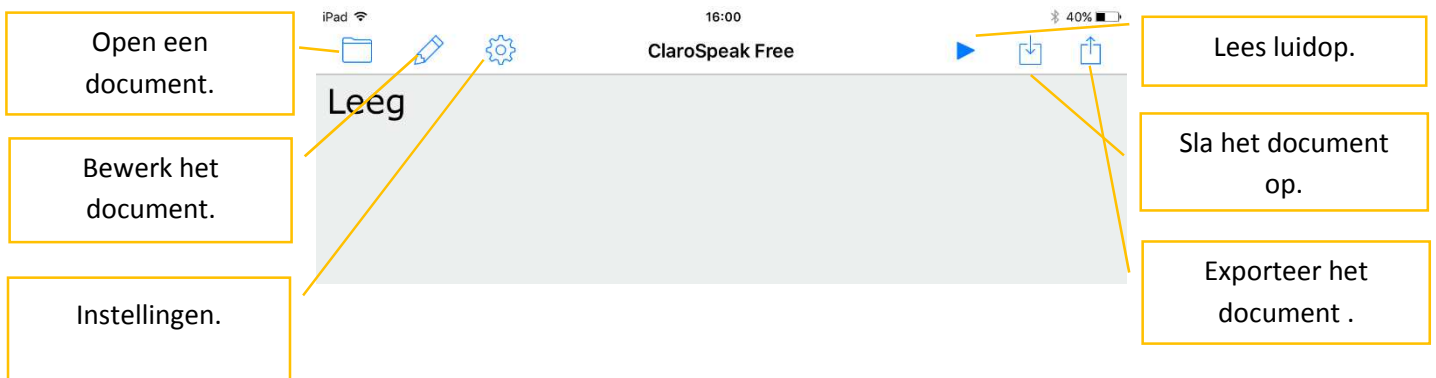 iPad 16:00 40%
Open een
document.
ClaroSpeak Free
Lees luidop.
Leeg
Bewerk het
document.
Sla het document
op.
Instellingen.
Exporteer het
document .